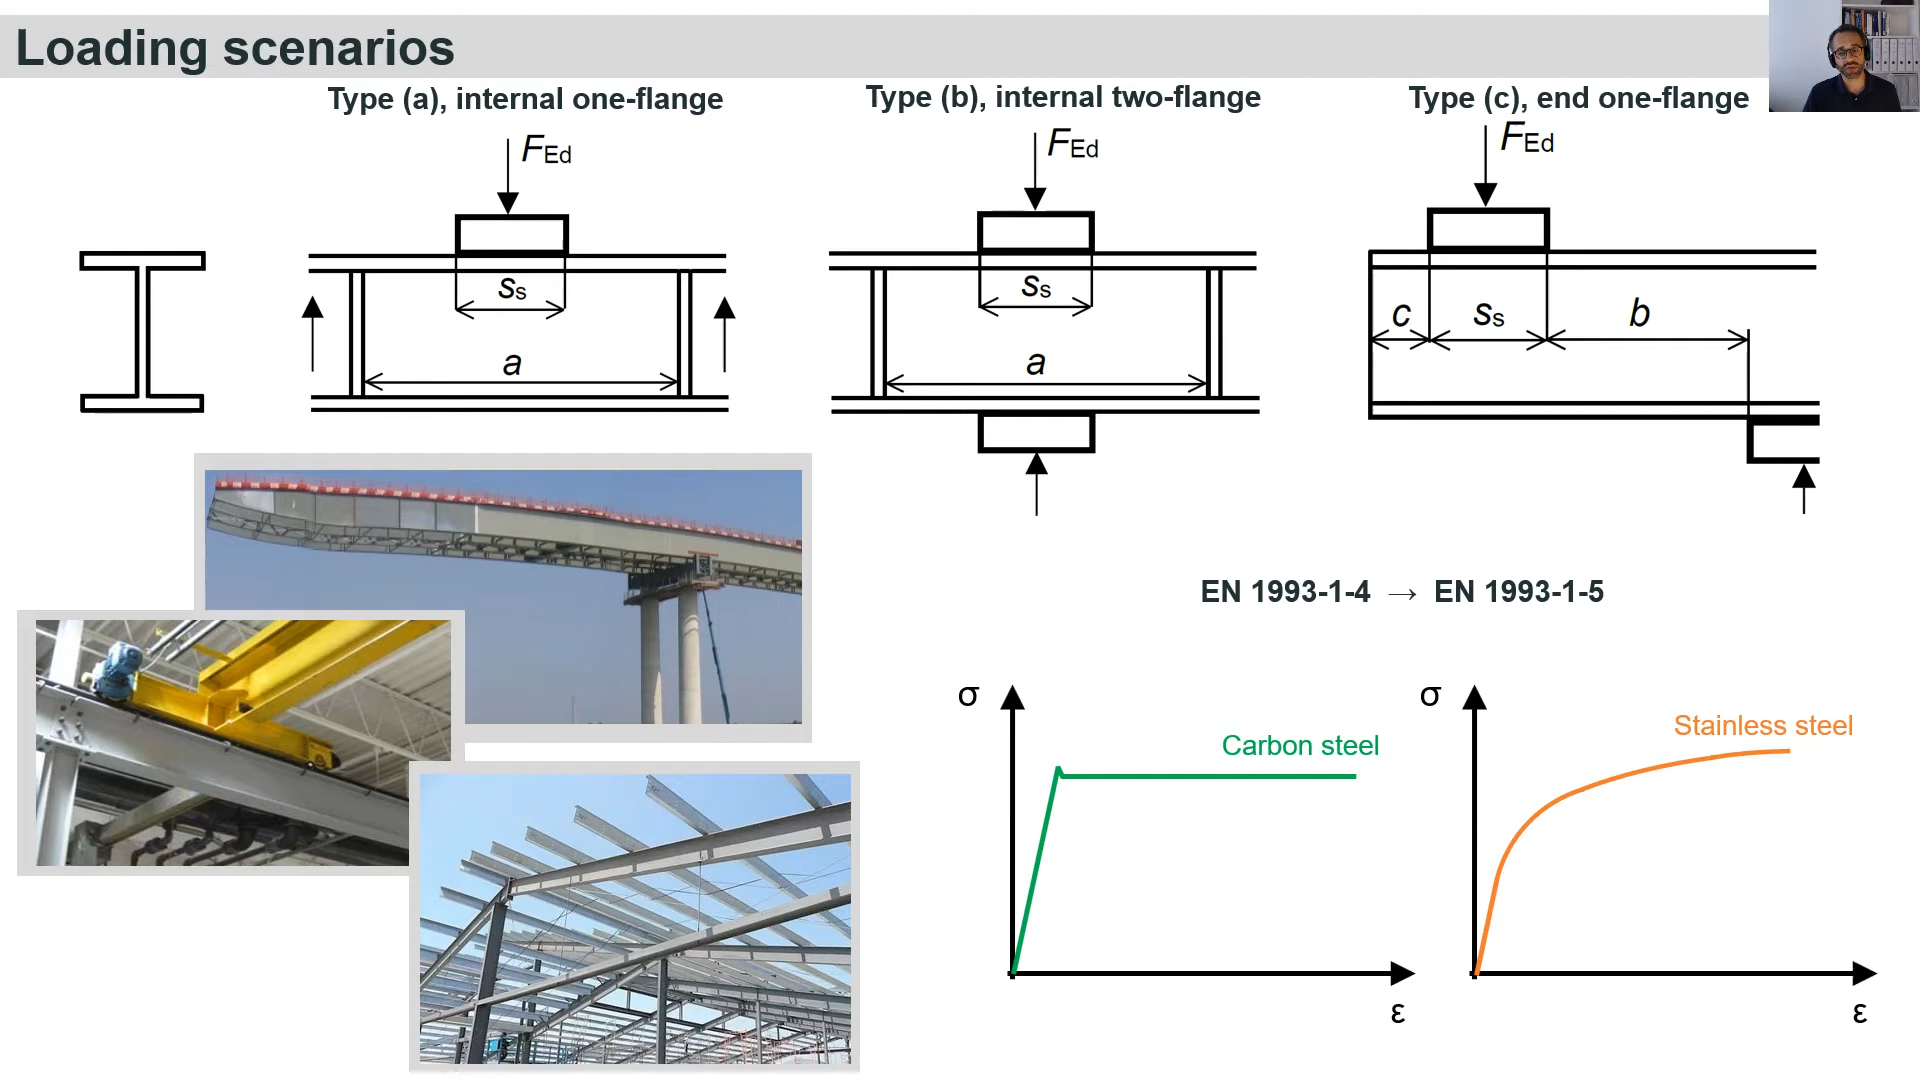 Loading scenarios
Type (a), internal one-flange
Type (b), internal two-flange
Type (c), end one-flange
FEd
FEd
FEd
ss
ss
c
ss
b
a
a
EN 1993-1-4 → EN 1993-1-5
σ
Carbon steel
ε
σ
Stainless steel
ε